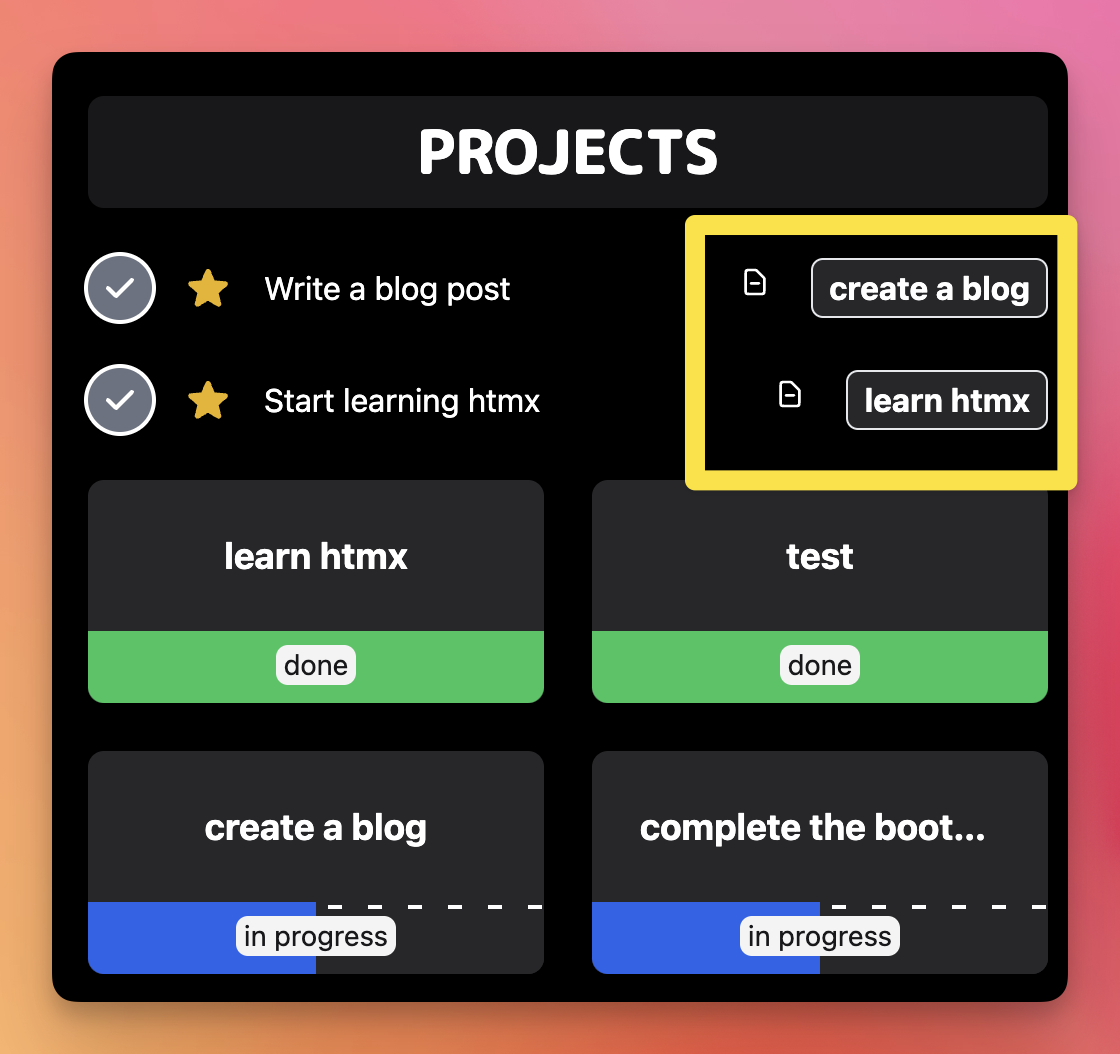 PROJECTS
Write a blog post
create a blog
Start learning htmx
learn htmx
learn htmx
test
done
done
create a blog
complete the boot...
in progress
in progress